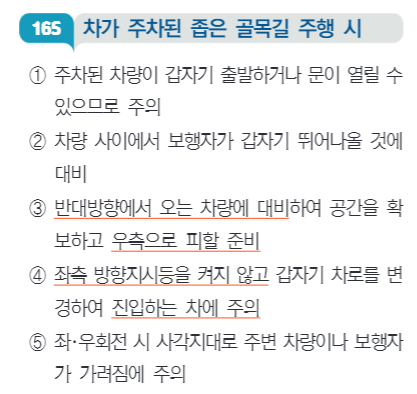 165 차가 주차된 좁은 골목길 주행 시
① 주차된 차량이 갑자기 출발하거나 문이 열릴 수
있으므로 주의
② 차량 사이에서 보행자가 갑자기 뛰어나올 것에
대비
③ 반대방향에서 오는 차량에 대비하여 공간을 확
보하고 우측으로 피할 준비
④ 좌측 방향지시등을 켜지 않고 갑자기 차로를 변
경하여 진입하는 차에 주의
⑤ 좌·우회전 시 사각지대로 주변 차량이나 보행자
가 가려짐에 주의